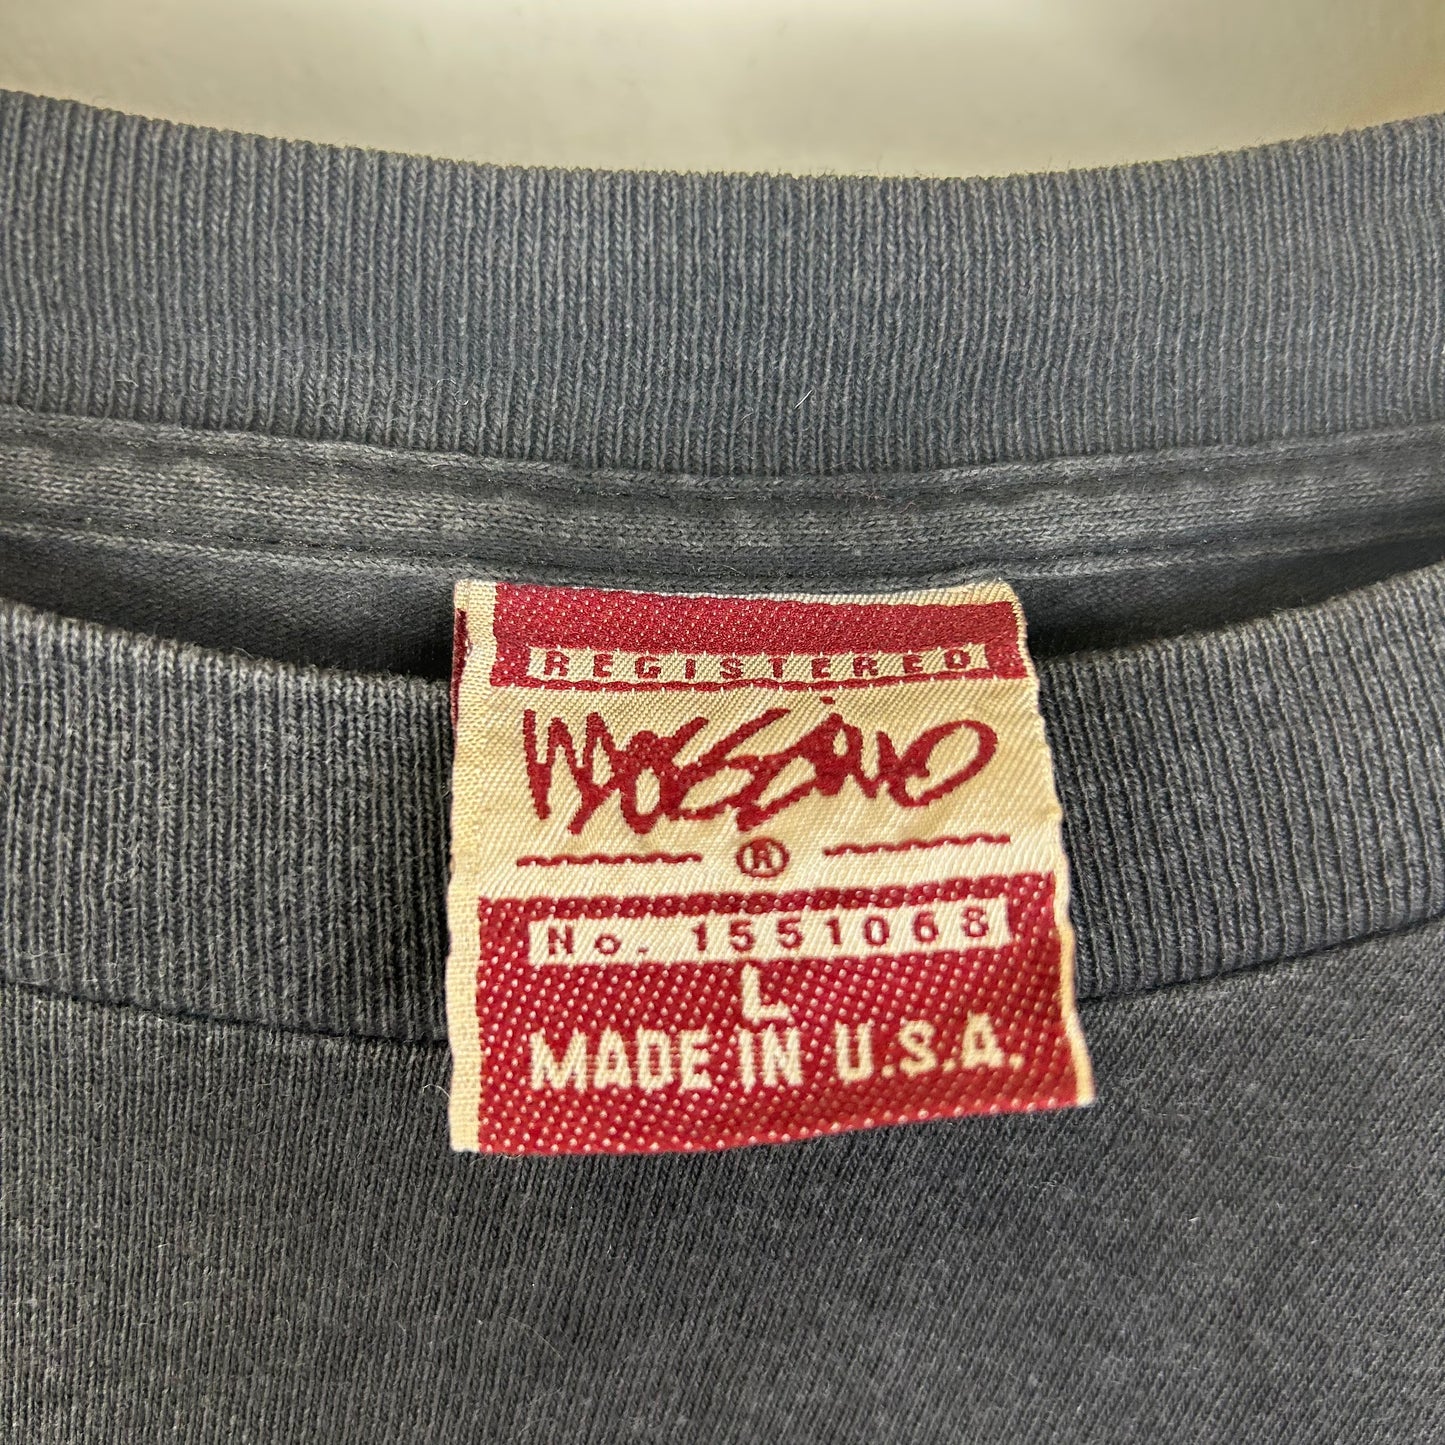 REGISTERED
Mossimo
®
No. 1551068
L
MADE IN U.S.A.